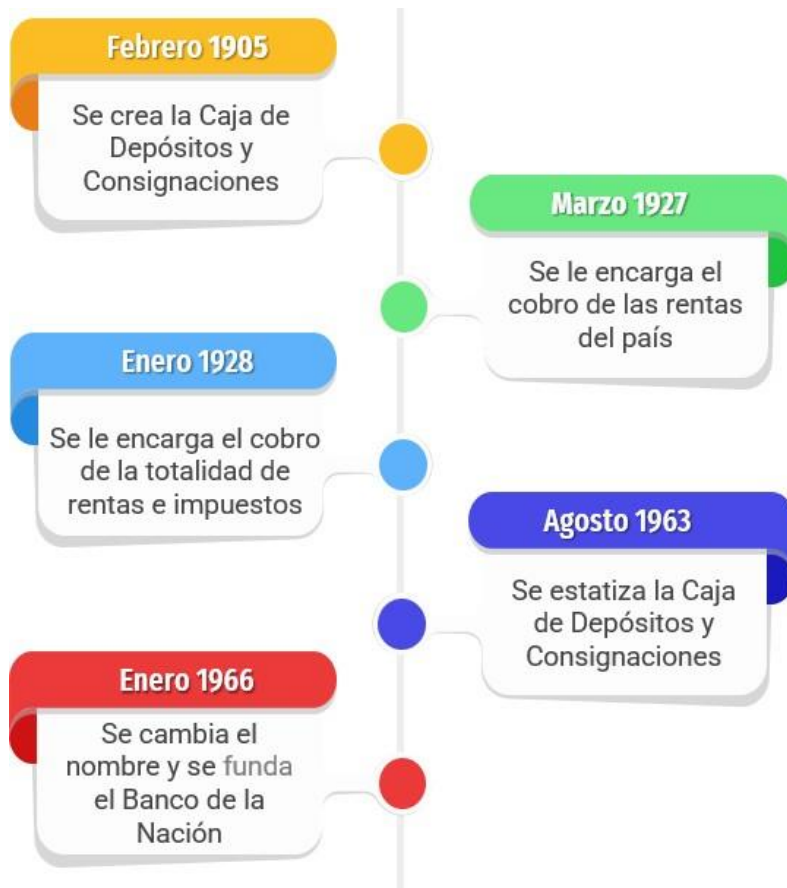 Febrero 1905
Se crea la Caja de
Depósitos y
Consignaciones
Marzo 1927
Se le encarga el
cobro de las rentas
del país
Enero 1928
Se le encarga el cobro
de la totalidad de
rentas e impuestos
Agosto 1963
Se estatiza la Caja
de Depósitos y
Consignaciones
Enero 1966
Se cambia el
nombre y se funda
el Banco de la
Nación